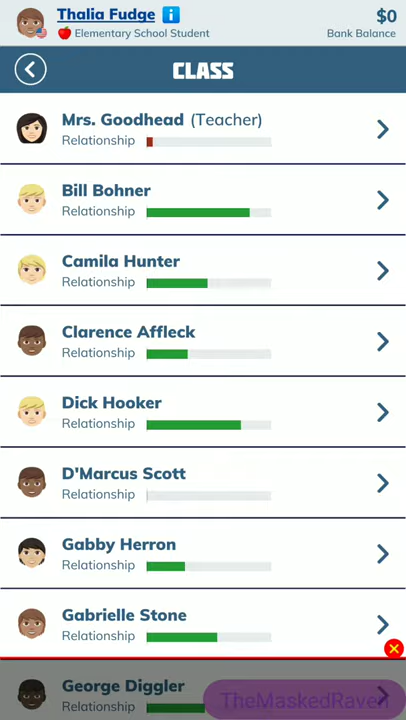 Thalia Fudge i
Elementary School Student
$0
Bank Balance
CLASS
Mrs. Goodhead (Teacher)
Relationship
Bill Bohner
Relationship
Camila Hunter
Relationship
Clarence Affleck
Relationship
Dick Hooker
Relationship
D'Marcus Scott
Relationship
Gabby Herron
Relationship
Gabrielle Stone
Relationship
George Diggler
Relationship
TheMaskedRaven